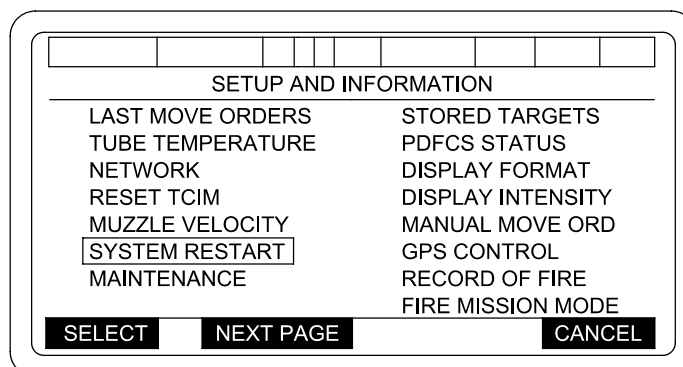 SETUP AND INFORMATION
LAST MOVE ORDERS
TUBE TEMPERATURE
NETWORK
RESET TCIM
MUZZLE VELOCITY
SYSTEM RESTART
MAINTENANCE
STORED TARGETS
PDFCS STATUS
DISPLAY FORMAT
DISPLAY INTENSITY
MANUAL MOVE ORD
GPS CONTROL
RECORD OF FIRE
FIRE MISSION MODE
SELECT NEXT PAGE CANCEL